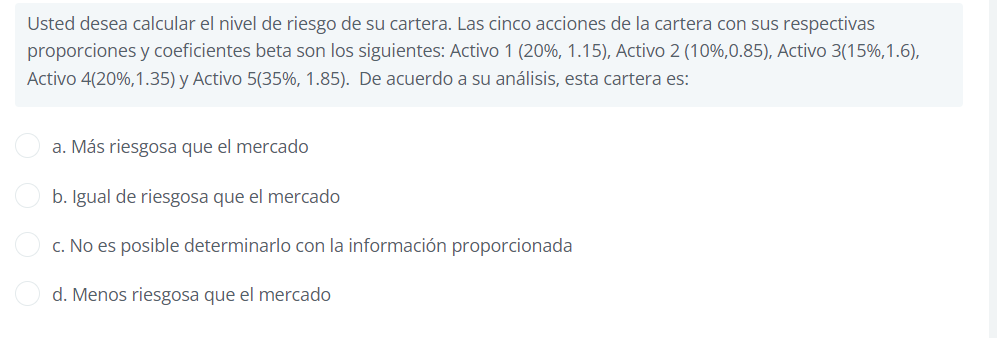 Usted desea calcular el nivel de riesgo de su cartera. Las cinco acciones de la cartera con sus respectivas
proporciones y coeficientes beta son los siguientes: Activo 1 (20%, 1.15), Activo 2 (10%,0.85), Activo 3(15%,1.6),
Activo 4(20%,1.35) y Activo 5(35%, 1.85). De acuerdo a su análisis, esta cartera es:
a. Más riesgosa que el mercado
b. Igual de riesgosa que el mercado
c. No es posible determinarlo con la información proporcionada
d. Menos riesgosa que el mercado